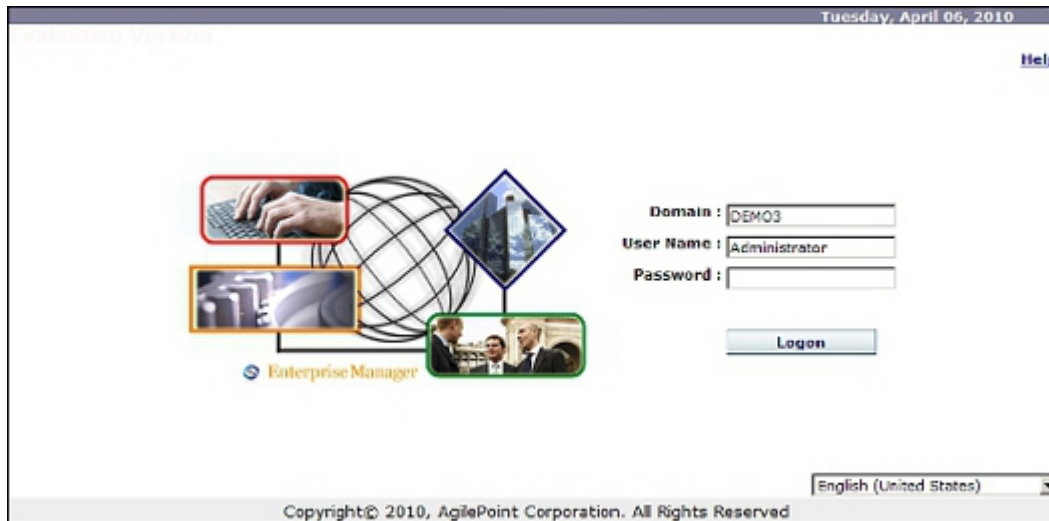 Tuesday, April 06, 2010
Evaluation Version
Help
Domain : DEMO3
User Name : Administrator
Password :
Logon
Enterprise Manager
English (United States)
Copyright© 2010, AgilePoint Corporation. All Rights Reserved